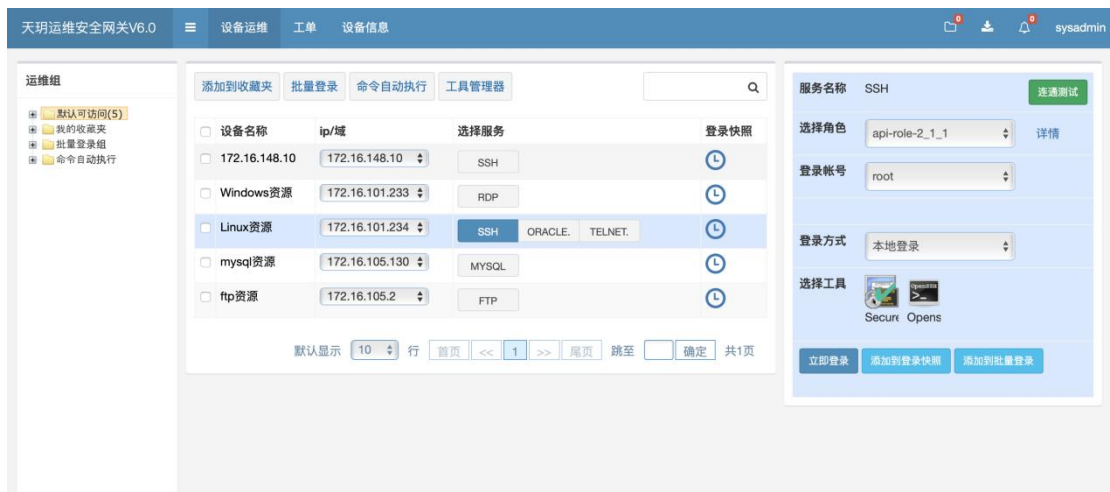 天玥运维安全网关V6.0 设备运维 工单 设备信息 0 0 sysadmin
运维组
默认可访问(5)
我的收藏夹
批量登录组
命令自动执行
添加到收藏夹 批量登录 命令自动执行 工具管理器
设备名称 ip/域 选择服务 登录快照
172.16.148.10 172.16.148.10 SSH
Windows资源 172.16.101.233 RDP
Linux资源 172.16.101.234 SSH ORACLE. TELNET.
mysql资源 172.16.105.130 MYSQL
ftp资源 172.16.105.2 FTP
默认显示 10 行 首页 << 1 >> 尾页 跳至 确定 共1页
服务名称 SSH 连通测试
选择角色 api-role-2_1_1 详情
登录帐号 root
登录方式 本地登录
选择工具
Secure Opens
立即登录 添加到登录快照 添加到批量登录